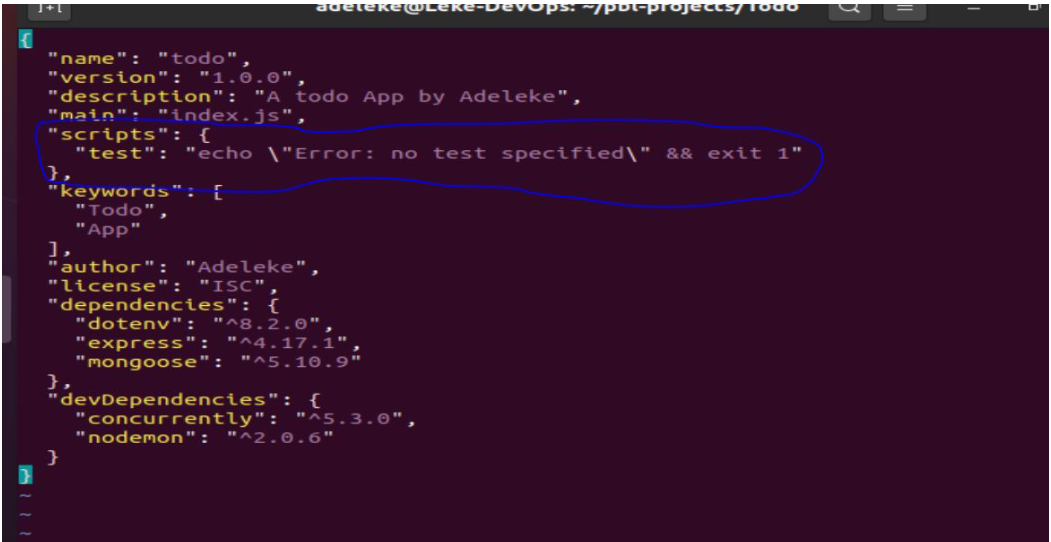 adeleke@Leke-DevOps: ~/pbl-projects/Todo
{
  "name": "todo",
  "version": "1.0.0",
  "description": "A todo App by Adeleke",
  "main": "index.js",
  "scripts": {
    "test": "echo \"Error: no test specified\" && exit 1"
  },
  "keywords": [
    "Todo",
    "App"
  ],
  "author": "Adeleke",
  "license": "ISC",
  "dependencies": {
    "dotenv": "^8.2.0",
    "express": "^4.17.1",
    "mongoose": "^5.10.9"
  },
  "devDependencies": {
    "concurrently": "^5.3.0",
    "nodemon": "^2.0.6"
  }
}
~
~
~